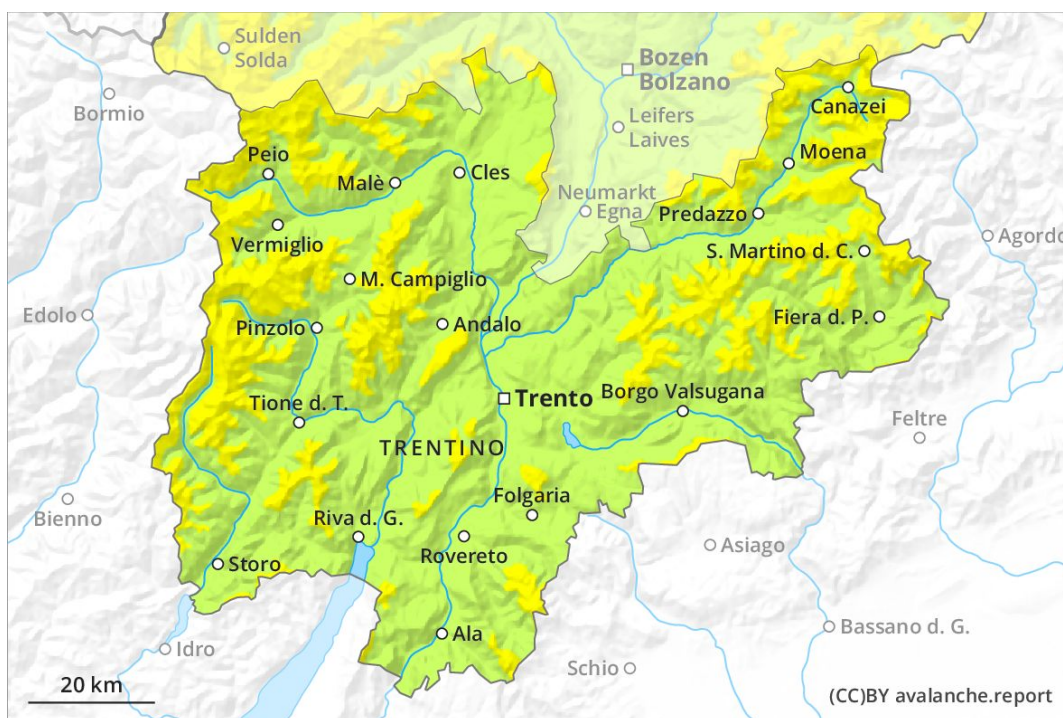 Sulden
Solda
Bozen
Bolzano
Bormio
Canazei
Leifers
Laives
Peio
Moena
Malè
Cles
Neumarkt
Egna
Predazzo
Vermiglio
Agordo
S. Martino d. C.
M. Campiglio
Edolo
Pinzolo
Andalo
Fiera d. P.
Trento
Borgo Valsugana
Tione d. T.
Feltre
TRENTINO
Bienno
Folgaria
Riva d. G.
Rovereto
Asiago
Storo
Bassano d. G.
Ala
Idro
Schio
20 km
(CC)BY avalanche.report